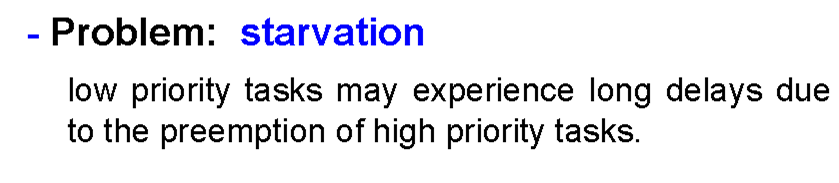 - Problem: starvation
low priority tasks may experience long delays due
to the preemption of high priority tasks.